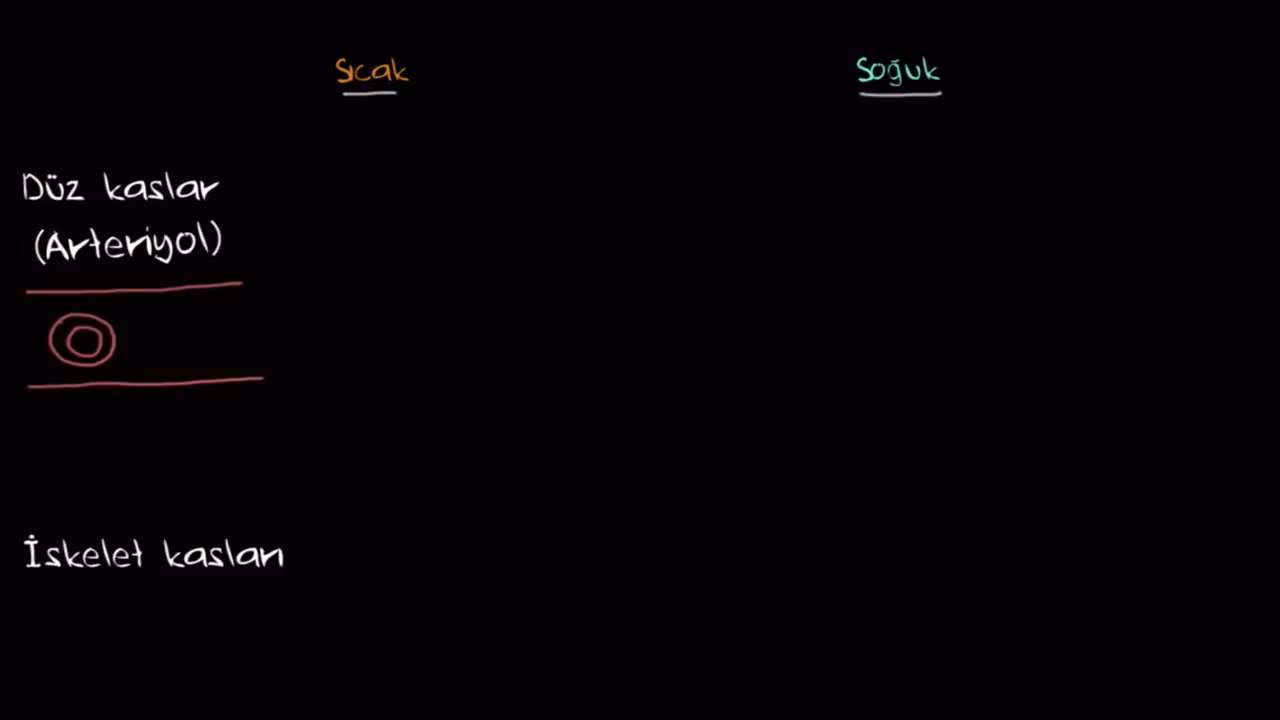 Sıcak
Soğuk
Düz kaslar
(Arteriyol)
İskelet kasları